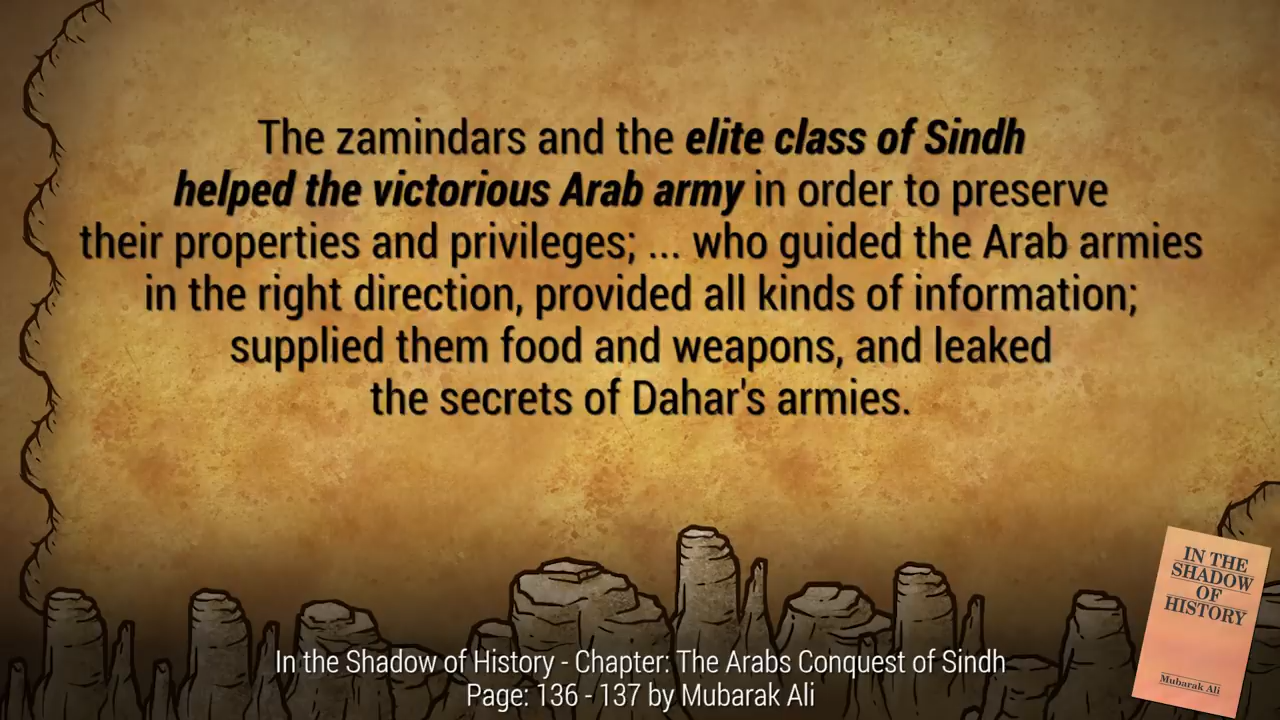 The zamindars and the elite class of Sindh
helped the victorious Arab army in order to preserve
their properties and privileges; ... who guided the Arab armies
in the right direction, provided all kinds of information;
supplied them food and weapons, and leaked
the secrets of Dahar's armies.
IN THE
SHADOW
OF
HISTORY
Mubarak Ali
In the Shadow of History - Chapter: The Arabs Conquest of Sindh
Page: 136 - 137 by Mubarak Ali